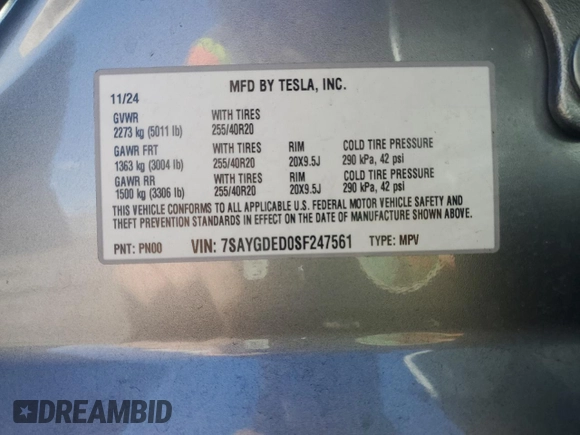 MFD BY TESLA, INC.
11/24
GVWR WITH TIRES
2273 kg (5011 lb) 255/40R20
GAWR FRT WITH TIRES RIM COLD TIRE PRESSURE
1363 kg (3004 lb) 255/40R20 20X9.5J 290 kPa, 42 psi
GAWR RR WITH TIRES RIM COLD TIRE PRESSURE
1500 kg (3306 lb) 255/40R20 20X9.5J 290 kPa, 42 psi
THIS VEHICLE CONFORMS TO ALL APPLICABLE U.S. FEDERAL MOTOR VEHICLE SAFETY AND
THEFT PREVENTION STANDARDS IN EFFECT ON THE DATE OF MANUFACTURE SHOWN ABOVE.
PNT: PN00 VIN: 7SAYGDED0SF247561 TYPE: MPV
DREAMBID